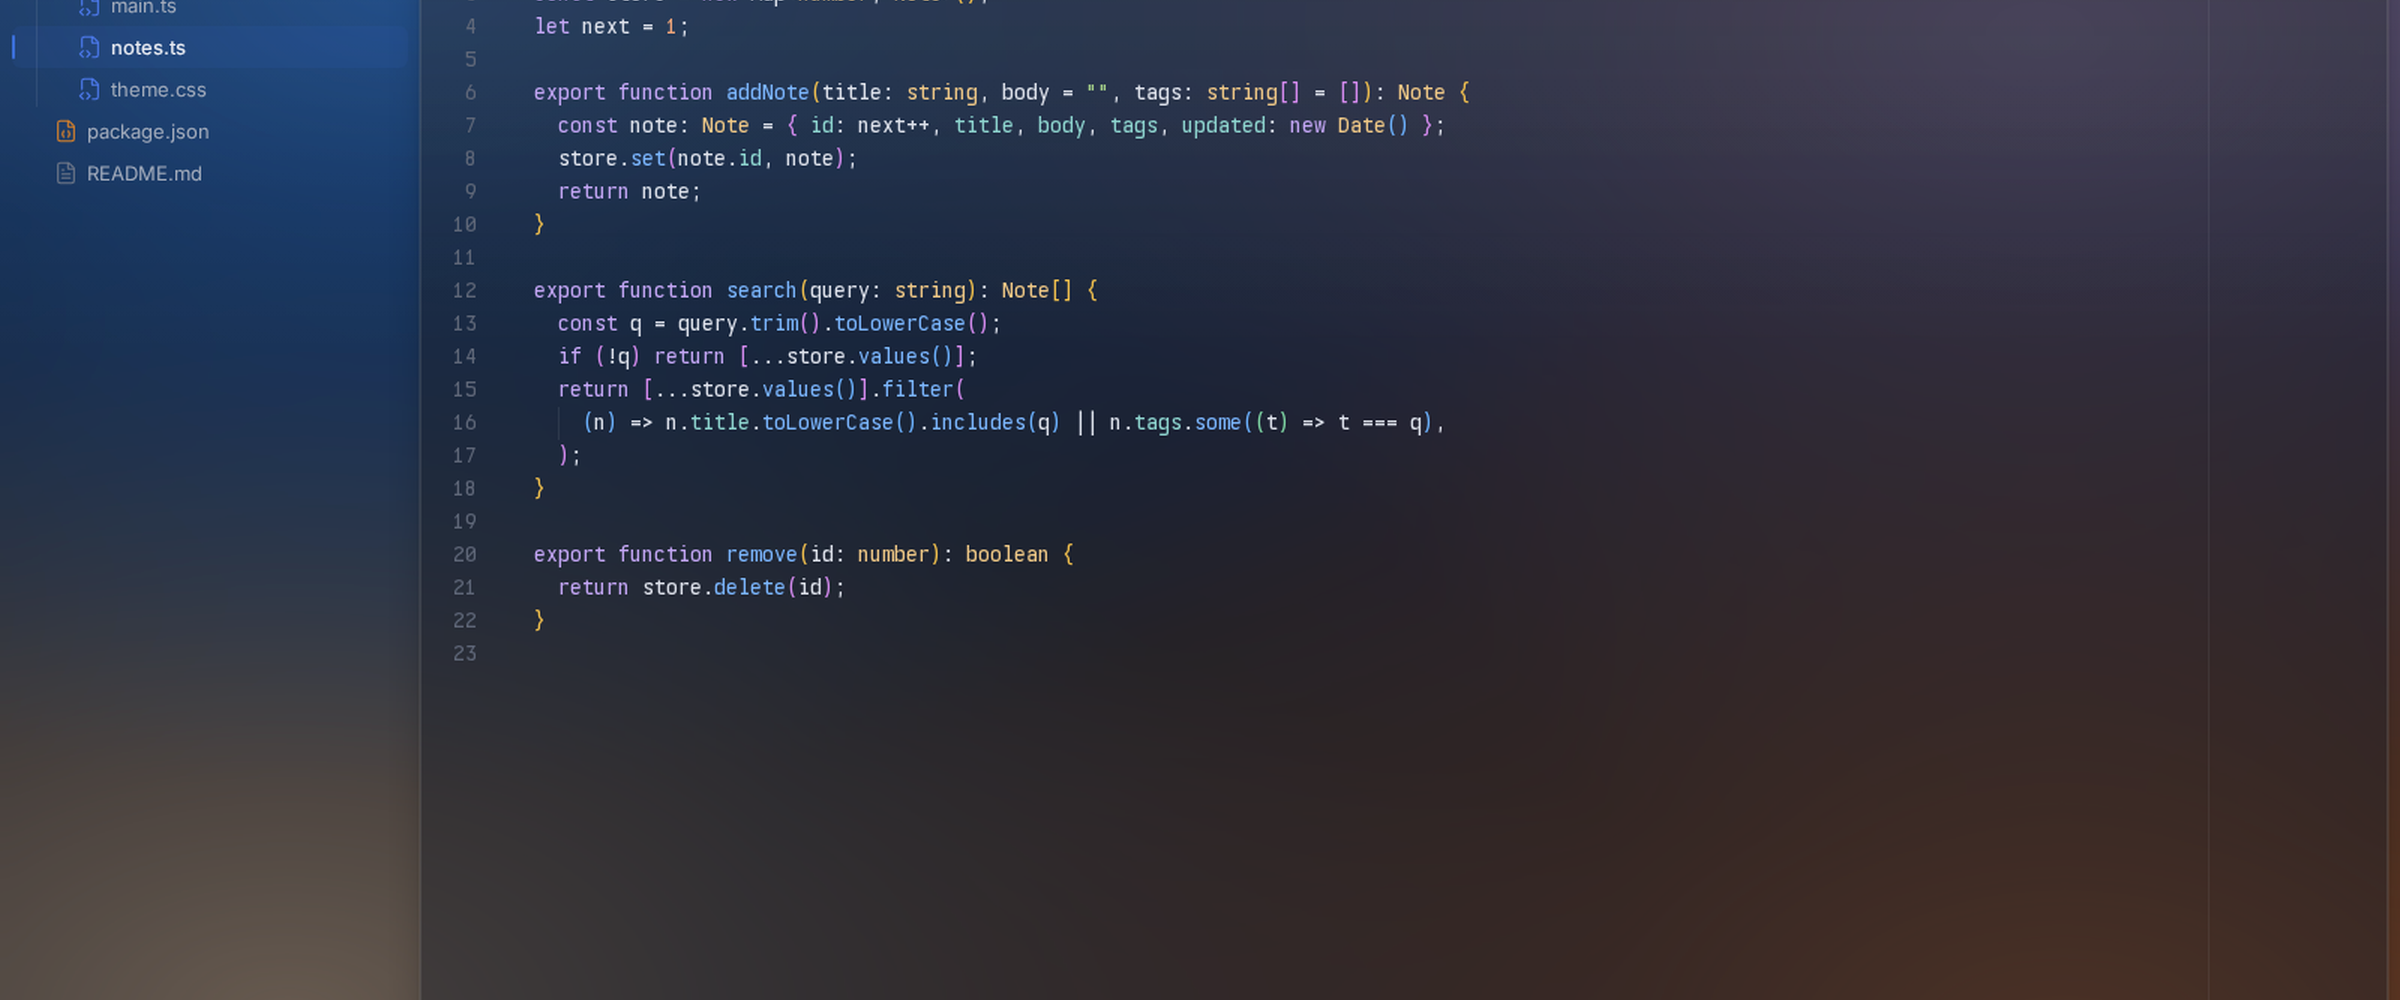 main.ts
notes.ts
theme.css
package.json
README.md
4 let next = 1;
5
6 export function addNote(title: string, body = "", tags: string[] = []): Note {
7 const note: Note = { id: next++, title, body, tags, updated: new Date() };
8 store.set(note.id, note);
9 return note;
10 }
11
12 export function search(query: string): Note[] {
13 const q = query.trim().toLowerCase();
14 if (!q) return [...store.values()];
15 return [...store.values()].filter(
16 (n) => n.title.toLowerCase().includes(q) || n.tags.some((t) => t === q),
17 );
18 }
19
20 export function remove(id: number): boolean {
21 return store.delete(id);
22 }
23